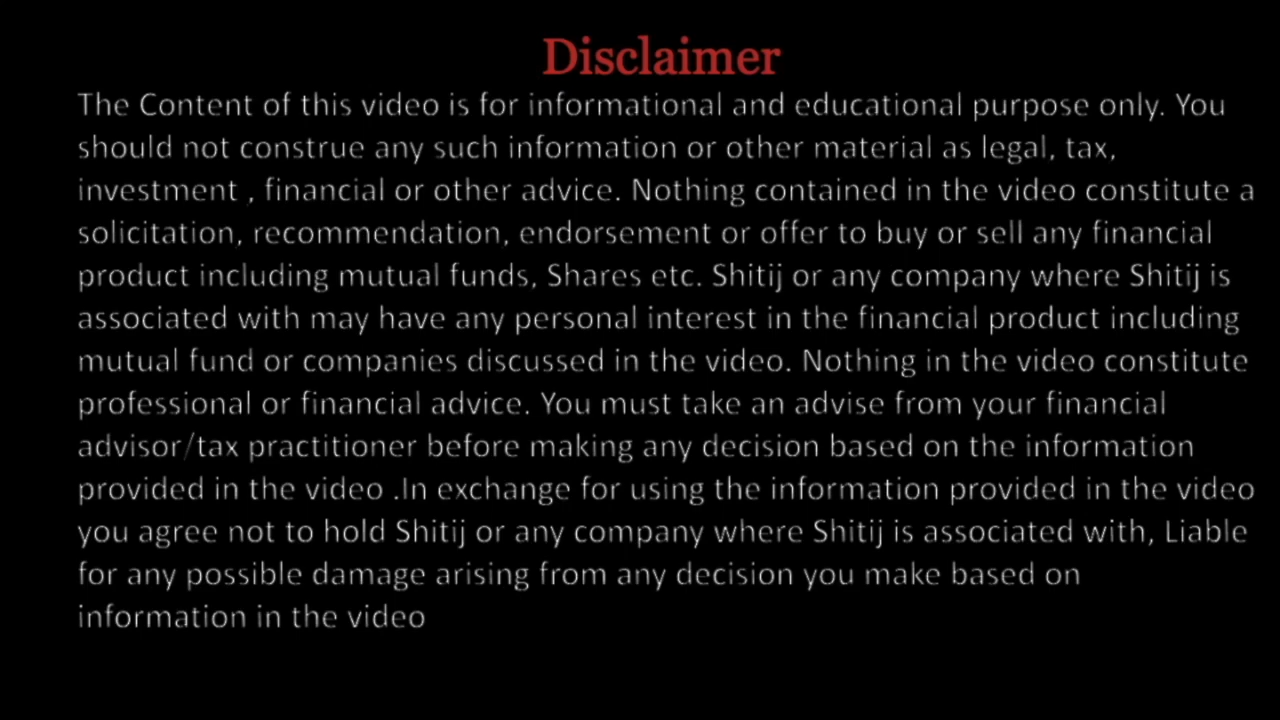 Disclaimer
The Content of this video is for informational and educational purpose only. You
should not construe any such information or other material as legal, tax,
investment , financial or other advice. Nothing contained in the video constitute a
solicitation, recommendation, endorsement or offer to buy or sell any financial
product including mutual funds, Shares etc. Shitij or any company where Shitij is
associated with may have any personal interest in the financial product including
mutual fund or companies discussed in the video. Nothing in the video constitute
professional or financial advice. You must take an advise from your financial
advisor/tax practitioner before making any decision based on the information
provided in the video .In exchange for using the information provided in the video
you agree not to hold Shitij or any company where Shitij is associated with, Liable
for any possible damage arising from any decision you make based on
information in the video